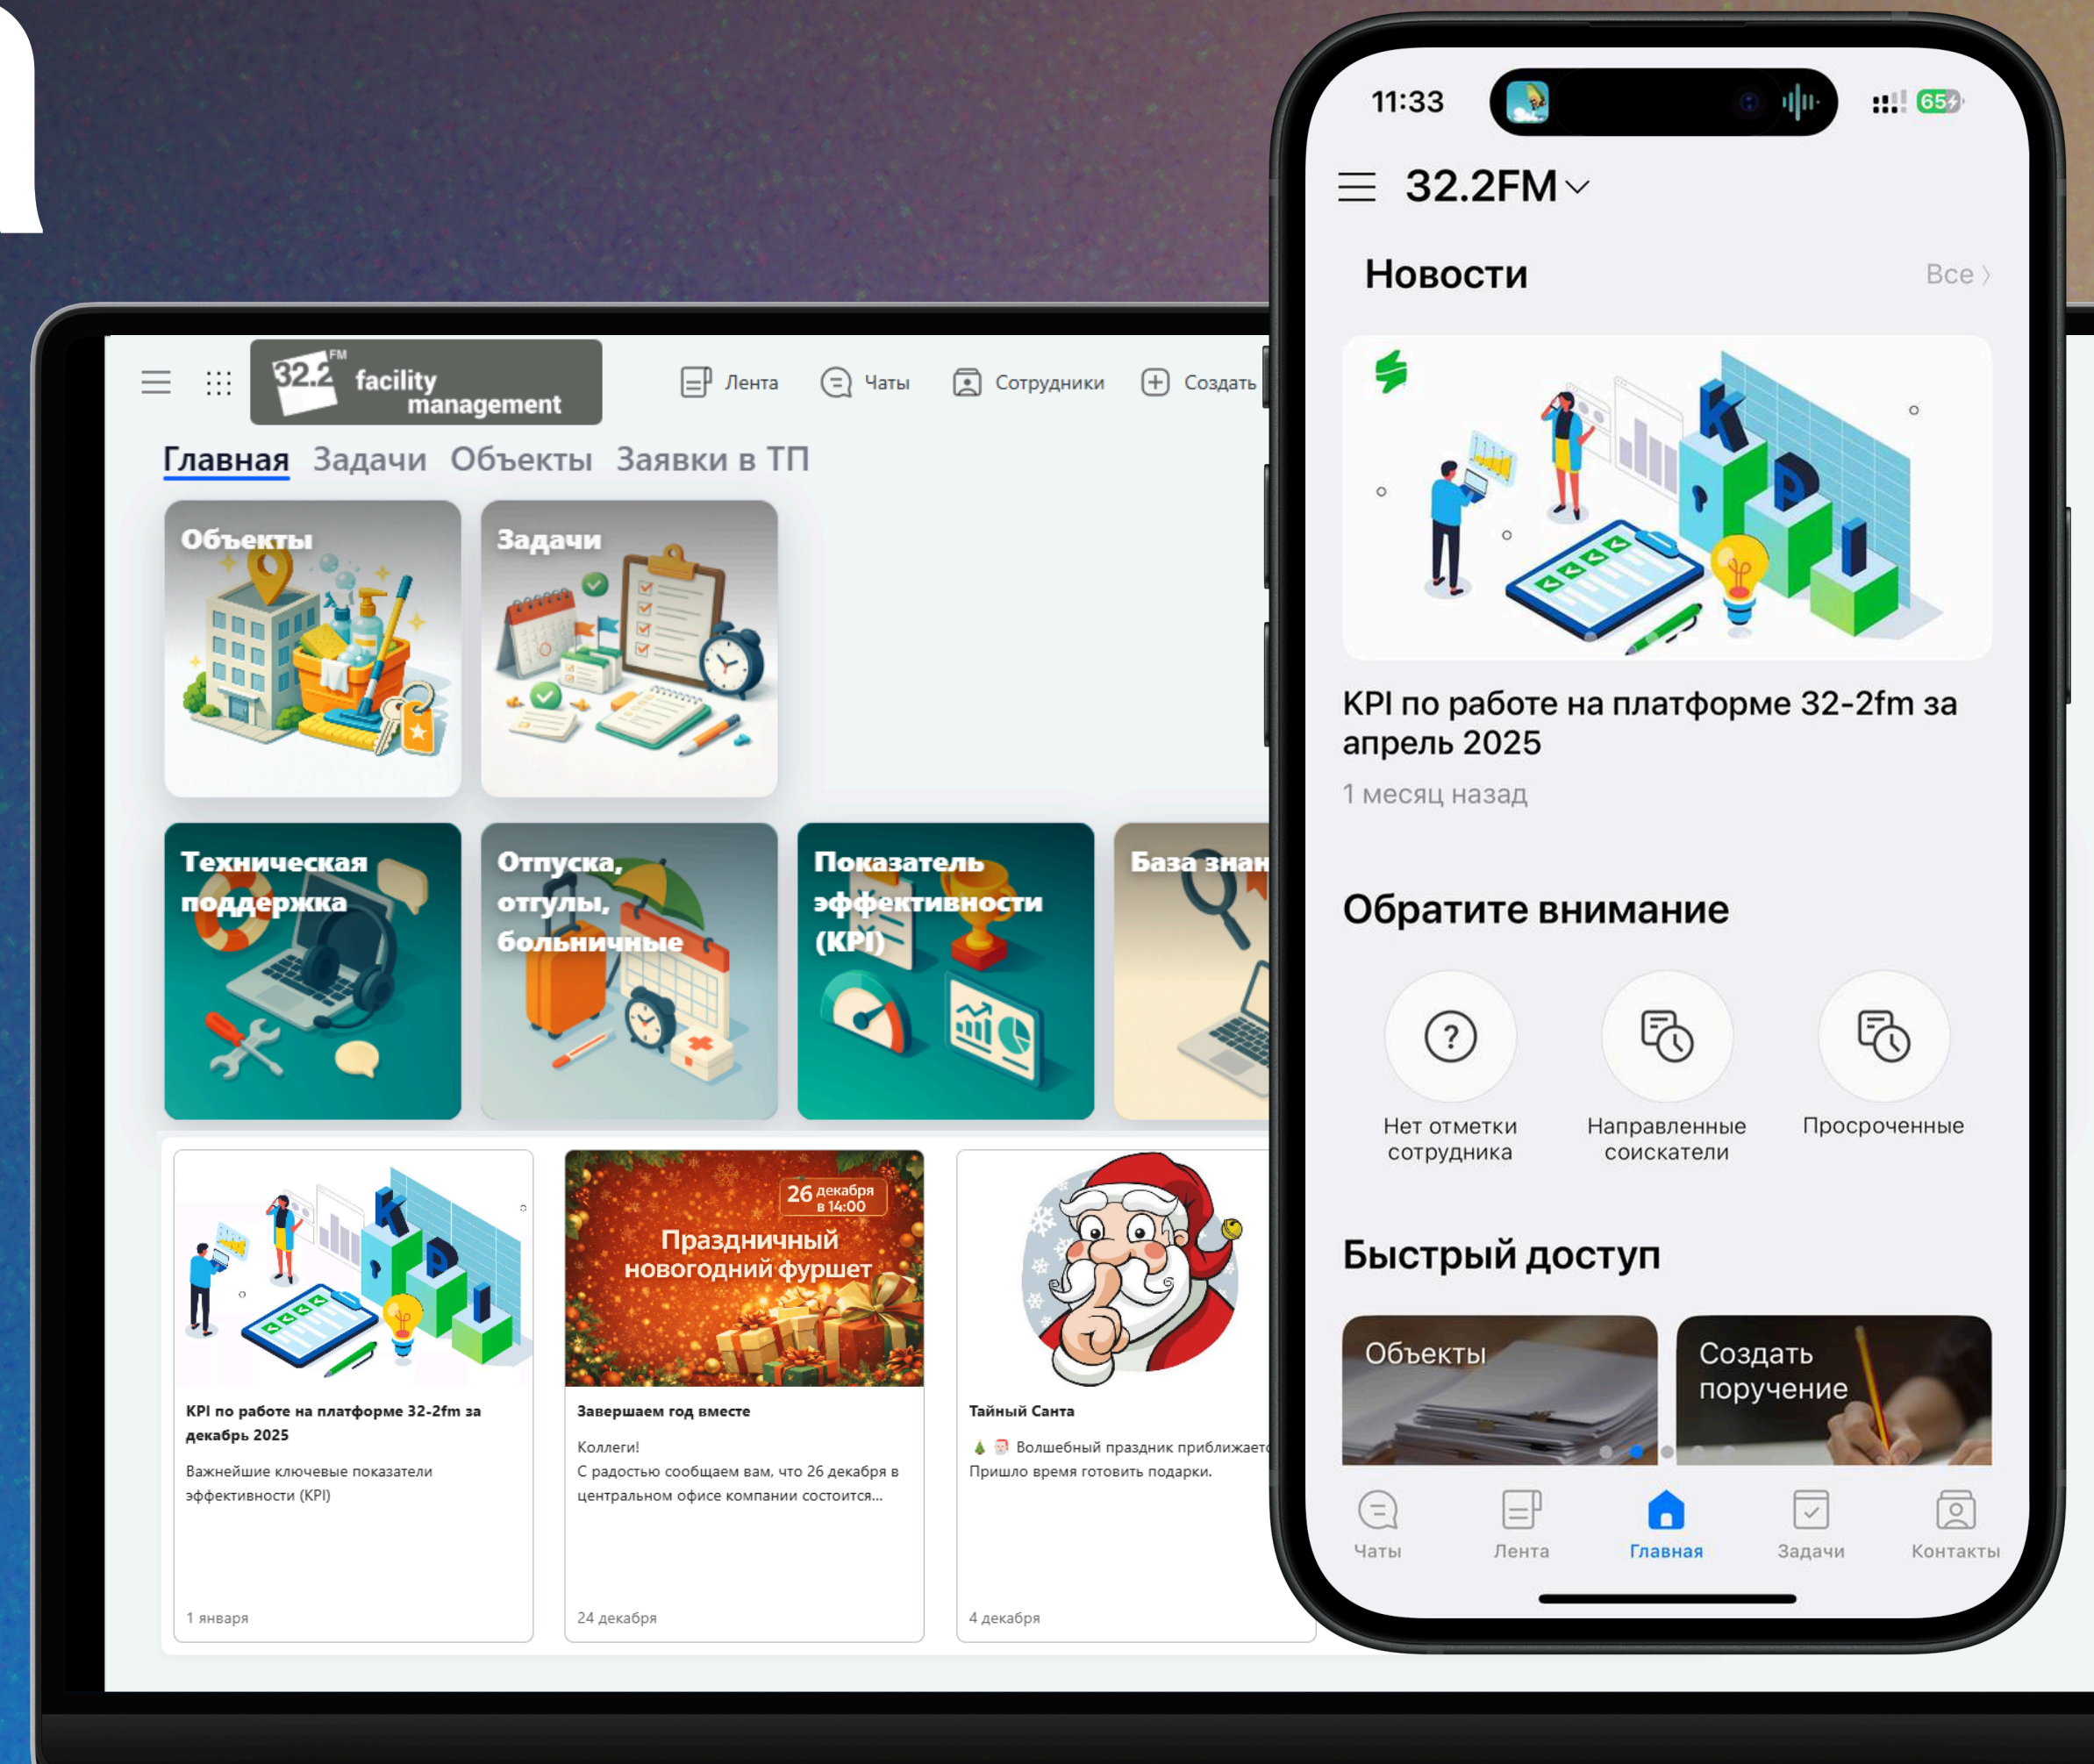 32.2 FM
facility
management
Лента
Чаты
Сотрудники
Создать
Главная
Задачи
Объекты
Заявки в ТП
Объекты
Задачи
Техническая
поддержка
Отпуска,
отгулы,
больничные
Показатель
эффективности
(KPI)
База знан
K
P
I
26 декабря
в 14:00
Праздничный
новогодний фуршет
KPI по работе на платформе 32-2fm за
декабрь 2025
Важнейшие ключевые показатели
эффективности (KPI)
1 января
Завершаем год вместе
Коллеги!
С радостью сообщаем вам, что 26 декабря в
центральном офисе компании состоится...
24 декабря
Тайный Санта
Волшебный праздник приближаетс
Пришло время готовить подарки.
4 декабря
11:33
65
32.2FM
Новости
Все
K
P
I
KPI по работе на платформе 32-2fm за
апрель 2025
1 месяц назад
Обратите внимание
Нет отметки
сотрудника
Направленные
соискатели
Просроченные
Быстрый доступ
Объекты
Создать
поручение
Чаты
Лента
Главная
Задачи
Контакты